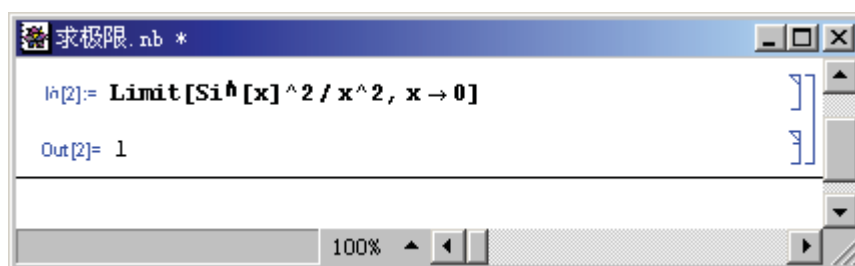 求极限.nb *
In[2]:= Limit[Sin[x]^2/x^2, x→0]
Out[2]= 1
100%